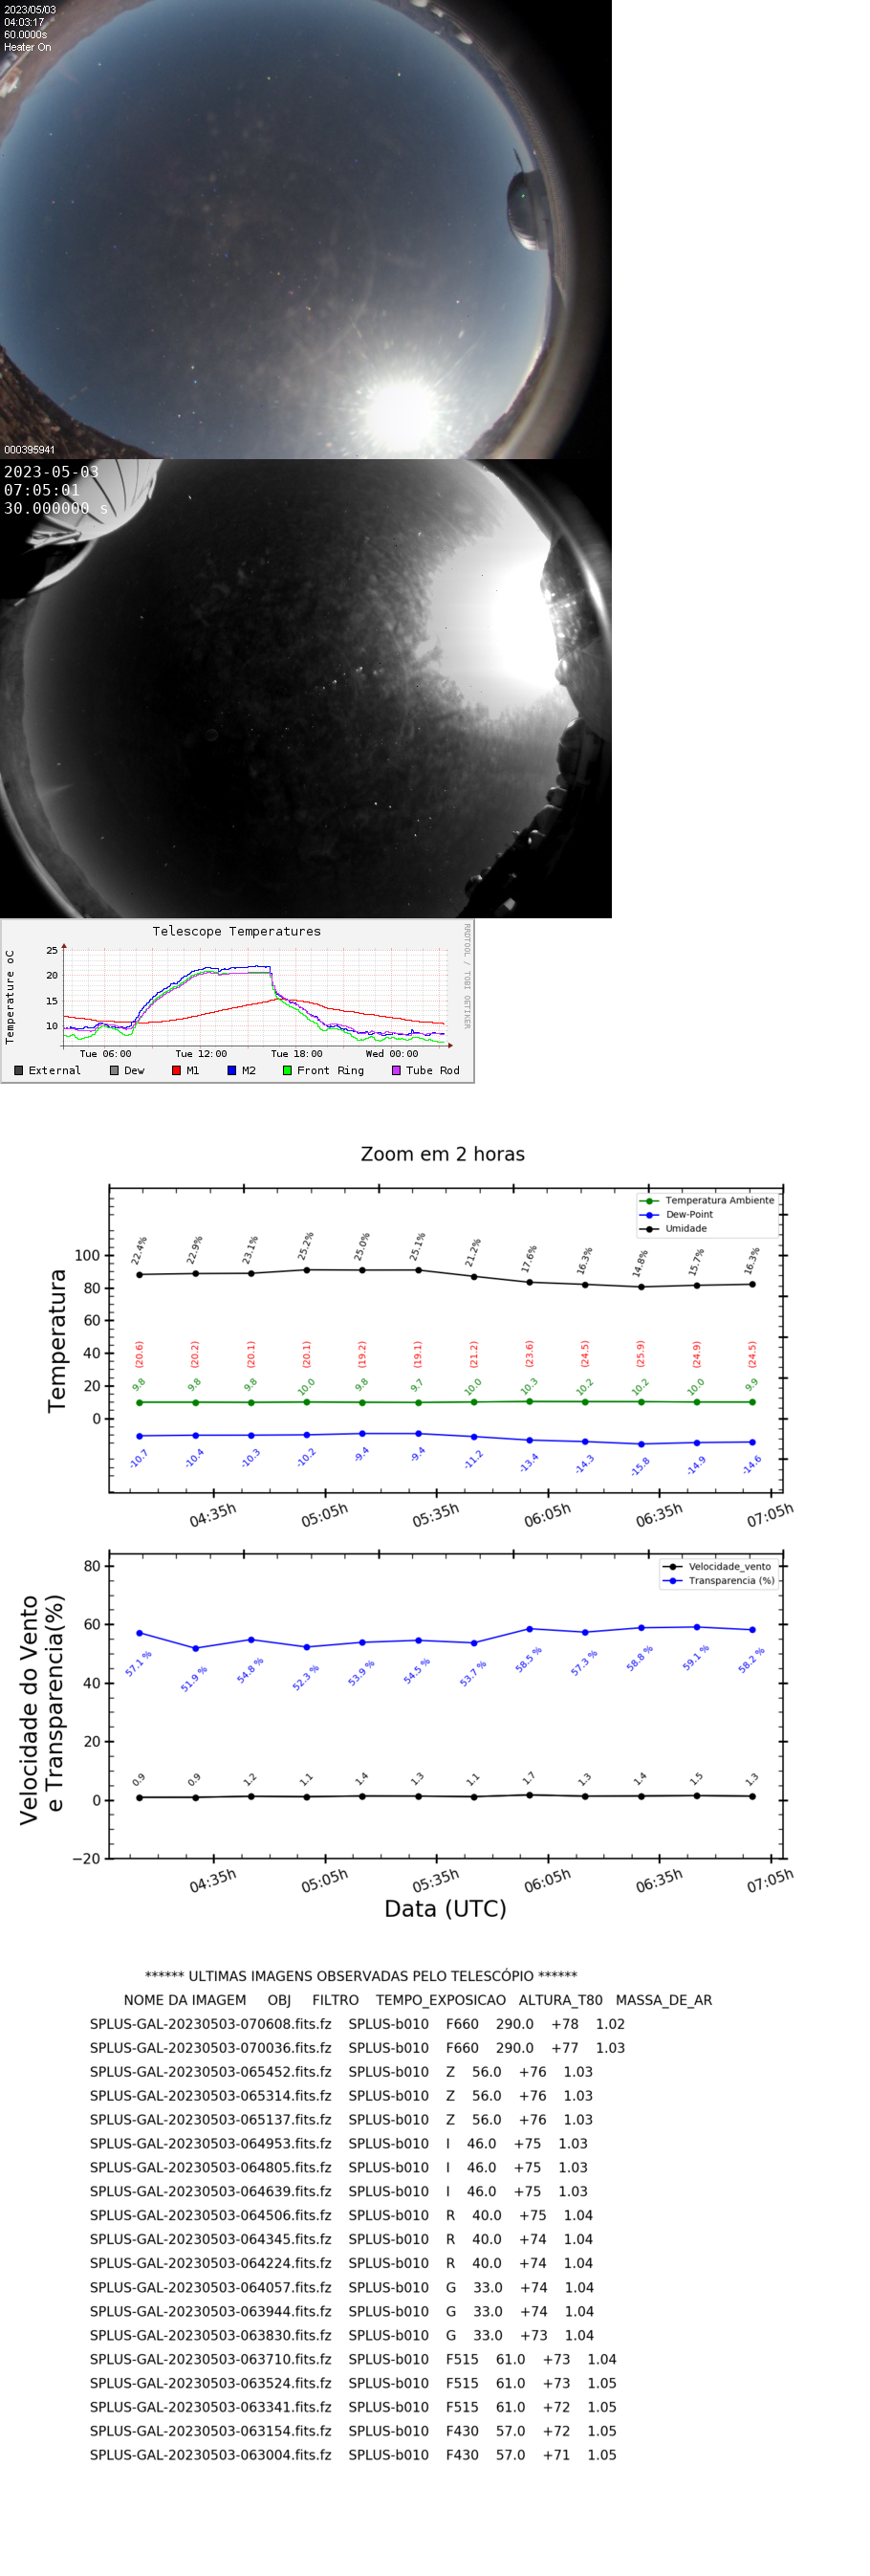 2023/05/03
04:03:17
60.0000s
Heater On
000395941
2023-05-03
07:05:01
30.000000 s
Telescope Temperatures
RRDTOOL / TOBI OETIKER
Temperature oC
25
20
15
10
Tue 06:00 Tue 12:00 Tue 18:00 Wed 00:00
External Dew M1 M2 Front Ring Tube Rod
Zoom em 2 horas
Temperatura Ambiente
Dew-Point
Umidade
Temperatura
100
80
60
40
20
0
22.4% 22.9% 23.1% 25.2% 25.0% 25.1% 21.2% 17.6% 16.3% 14.8% 15.7% 16.3%
(20.6) (20.2) (20.1) (20.1) (19.2) (19.1) (21.2) (23.6) (24.5) (25.9) (24.9) (24.5)
9.8 9.8 9.8 10.0 9.8 9.7 10.0 10.3 10.2 10.2 10.0 9.9
-10.7 -10.4 -10.3 -10.2 -9.4 -9.4 -11.2 -13.4 -14.3 -15.8 -14.9 -14.6
04:35h 05:05h 05:35h 06:05h 06:35h 07:05h
Velocidade_vento
Transparencia (%)
Velocidade do Vento
e Transparencia(%)
80
60
40
20
0
−20
57.1 % 51.9 % 54.8 % 52.3 % 53.9 % 54.5 % 53.7 % 58.5 % 57.3 % 58.8 % 59.1 % 58.2 %
0.9 0.9 1.2 1.1 1.4 1.3 1.1 1.7 1.3 1.4 1.5 1.3
04:35h 05:05h 05:35h 06:05h 06:35h 07:05h
Data (UTC)
****** ULTIMAS IMAGENS OBSERVADAS PELO TELESCÓPIO ******
NOME DA IMAGEM OBJ FILTRO TEMPO_EXPOSICAO ALTURA_T80 MASSA_DE_AR
SPLUS-GAL-20230503-070608.fits.fz SPLUS-b010 F660 290.0 +78 1.02
SPLUS-GAL-20230503-070036.fits.fz SPLUS-b010 F660 290.0 +77 1.03
SPLUS-GAL-20230503-065452.fits.fz SPLUS-b010 Z 56.0 +76 1.03
SPLUS-GAL-20230503-065314.fits.fz SPLUS-b010 Z 56.0 +76 1.03
SPLUS-GAL-20230503-065137.fits.fz SPLUS-b010 Z 56.0 +76 1.03
SPLUS-GAL-20230503-064953.fits.fz SPLUS-b010 I 46.0 +75 1.03
SPLUS-GAL-20230503-064805.fits.fz SPLUS-b010 I 46.0 +75 1.03
SPLUS-GAL-20230503-064639.fits.fz SPLUS-b010 I 46.0 +75 1.03
SPLUS-GAL-20230503-064506.fits.fz SPLUS-b010 R 40.0 +75 1.04
SPLUS-GAL-20230503-064345.fits.fz SPLUS-b010 R 40.0 +74 1.04
SPLUS-GAL-20230503-064224.fits.fz SPLUS-b010 R 40.0 +74 1.04
SPLUS-GAL-20230503-064057.fits.fz SPLUS-b010 G 33.0 +74 1.04
SPLUS-GAL-20230503-063944.fits.fz SPLUS-b010 G 33.0 +74 1.04
SPLUS-GAL-20230503-063830.fits.fz SPLUS-b010 G 33.0 +73 1.04
SPLUS-GAL-20230503-063710.fits.fz SPLUS-b010 F515 61.0 +73 1.04
SPLUS-GAL-20230503-063524.fits.fz SPLUS-b010 F515 61.0 +73 1.05
SPLUS-GAL-20230503-063341.fits.fz SPLUS-b010 F515 61.0 +72 1.05
SPLUS-GAL-20230503-063154.fits.fz SPLUS-b010 F430 57.0 +72 1.05
SPLUS-GAL-20230503-063004.fits.fz SPLUS-b010 F430 57.0 +71 1.05